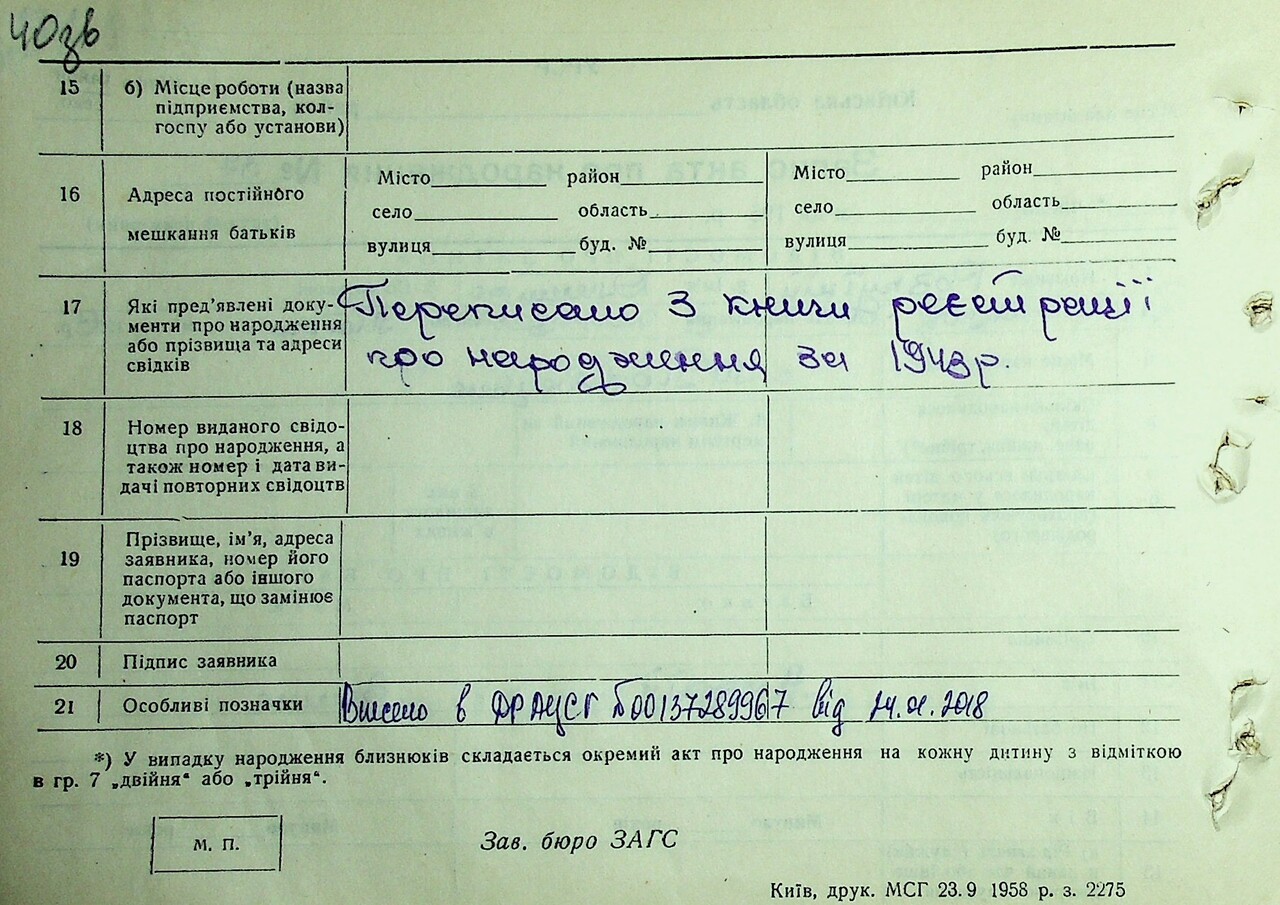 40зв
15 б) Місце роботи (назва
підприємства, кол-
госпу або установи)
16 Адреса постійного
мешкання батьків
Місто район Місто район
село область село область
вулиця буд. № вулиця буд. №
17 Які пред’явлені доку-
менти про народження
або прізвища та адреси
свідків
Переписано з книги реєстрації
про народження за 1943р.
18 Номер виданого свідо-
цтва про народження, а
також номер і дата ви-
дачі повторних свідоцтв
19 Прізвище, ім’я, адреса
заявника, номер його
паспорта або іншого
документа, що замінює
паспорт
20 Підпис заявника
21 Особливі позначки Внесено в ДРАЦСГ №00137289967 від 2018
*) У випадку народження близнюків складається окремий акт про народження на кожну дитину з відміткою
в гр. 7 „двійня“ або „трійня“.
М. П. Зав. бюро ЗАГС
Київ, друк. МСГ 23.9 1958 р. з. 2275